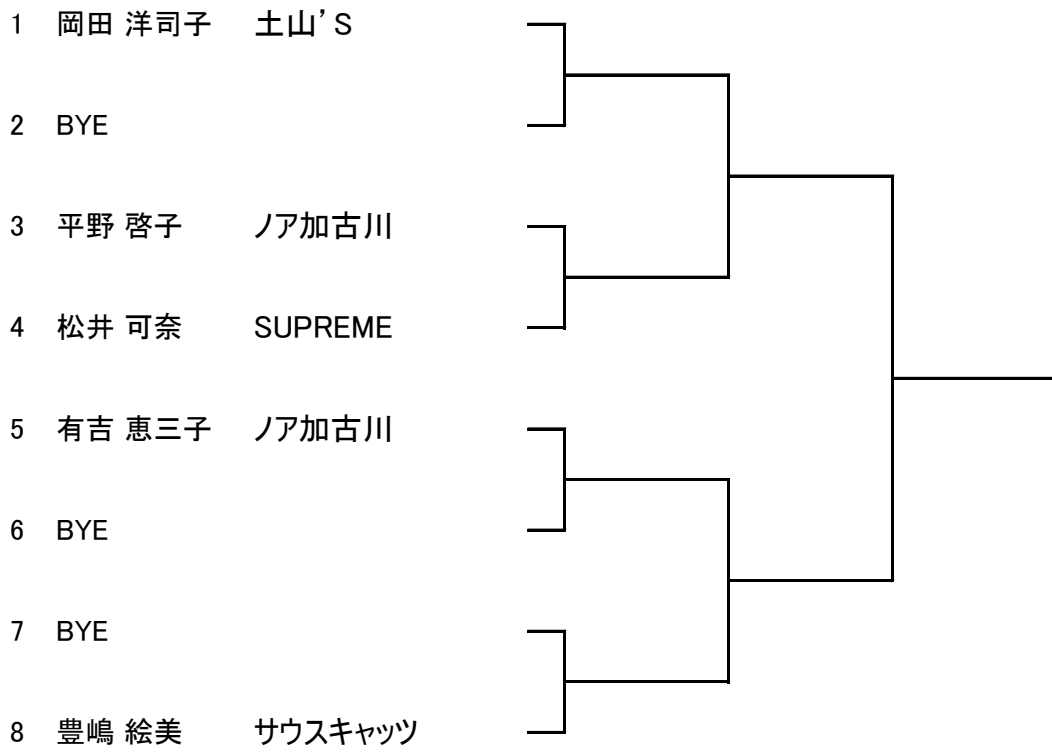 1 岡田 洋司子 土山’S
2 BYE
3 平野 啓子 ノア加古川
4 松井 可奈 SUPREME
5 有吉 恵三子 ノア加古川
6 BYE
7 BYE
8 豊嶋 絵美 サウスキャッツ